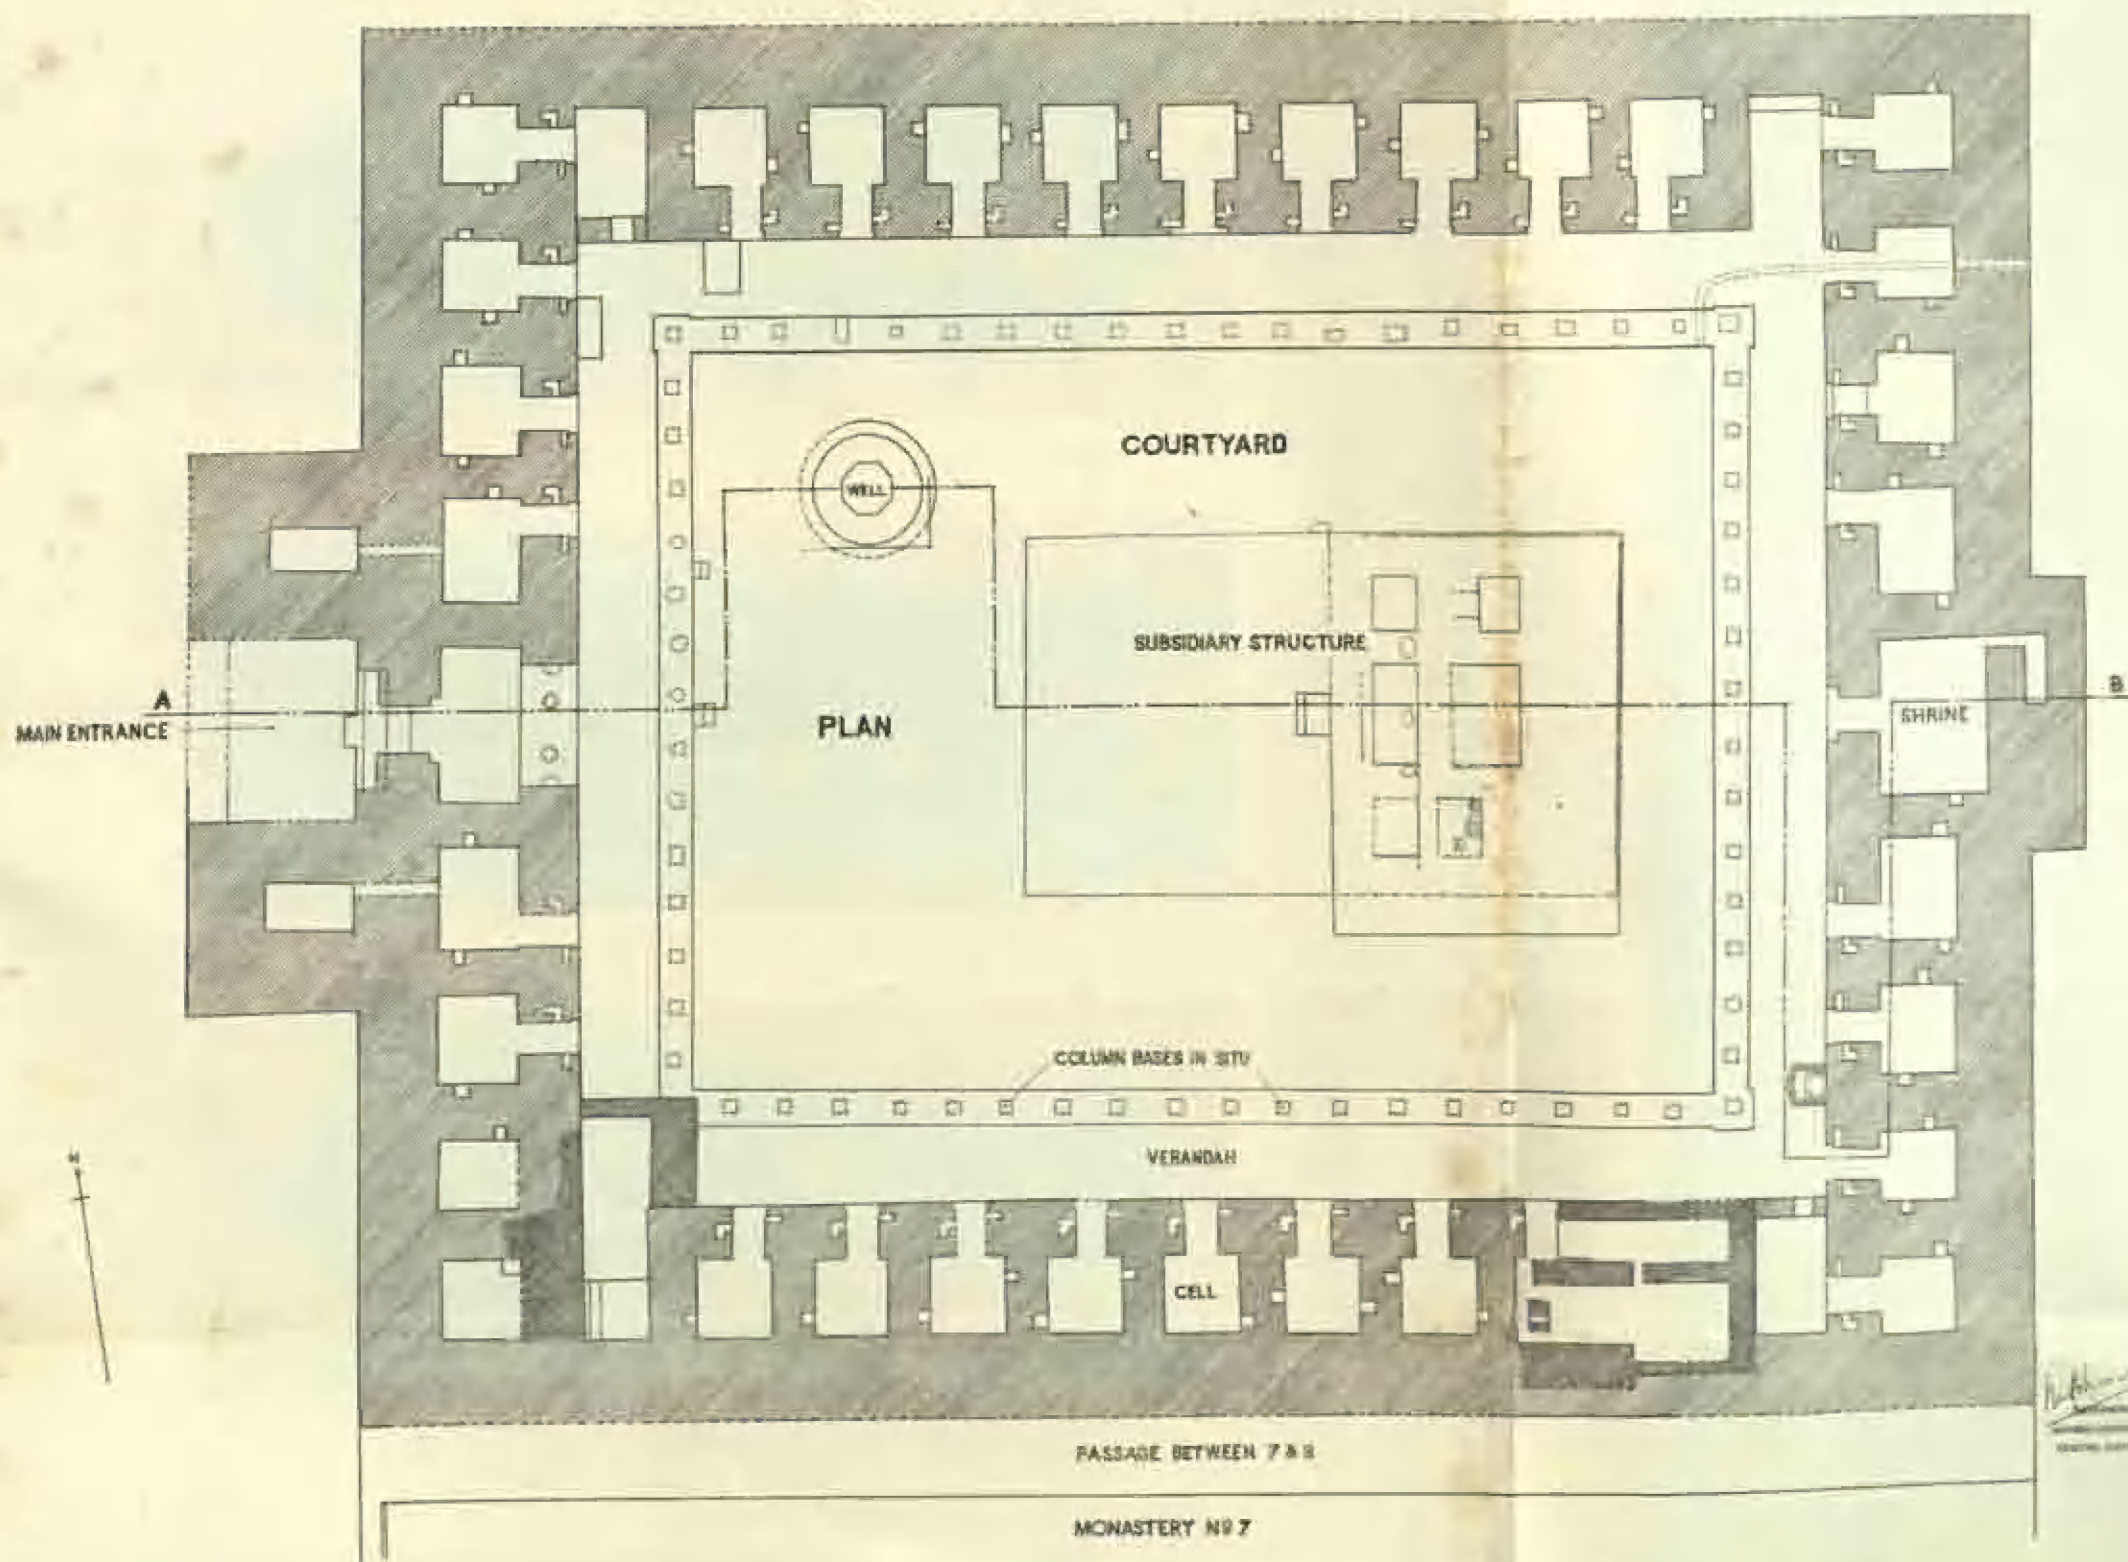 COURTYARD
WELL
SUBSIDIARY STRUCTURE
A
B
MAIN ENTRANCE
PLAN
SHRINE
COLUMN BASES IN SITU
VERANDAH
N
CELL
PASSAGE BETWEEN 7 & 8
MONASTERY Nº 7